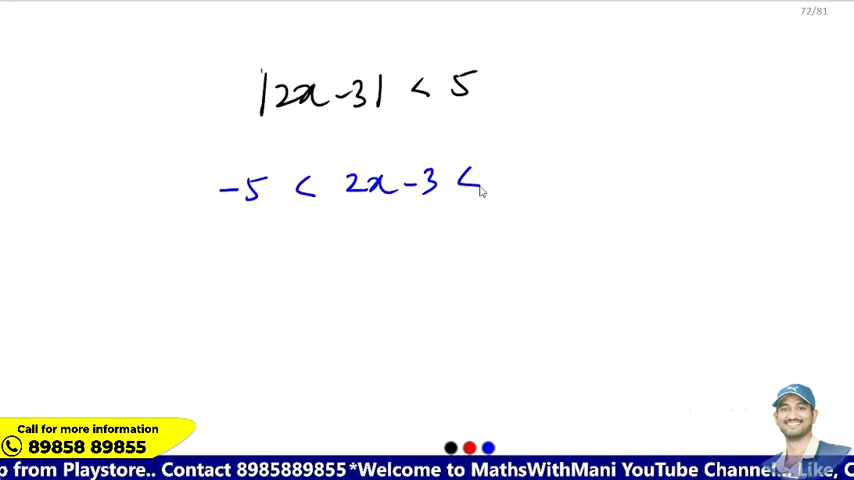 72/81
|2x-3| < 5
-5 < 2x-3 <
Call for more information
89858 89855
p from Playstore.. Contact 8985889855 *Welcome to MathsWithMani YouTube Channel.. Like, C